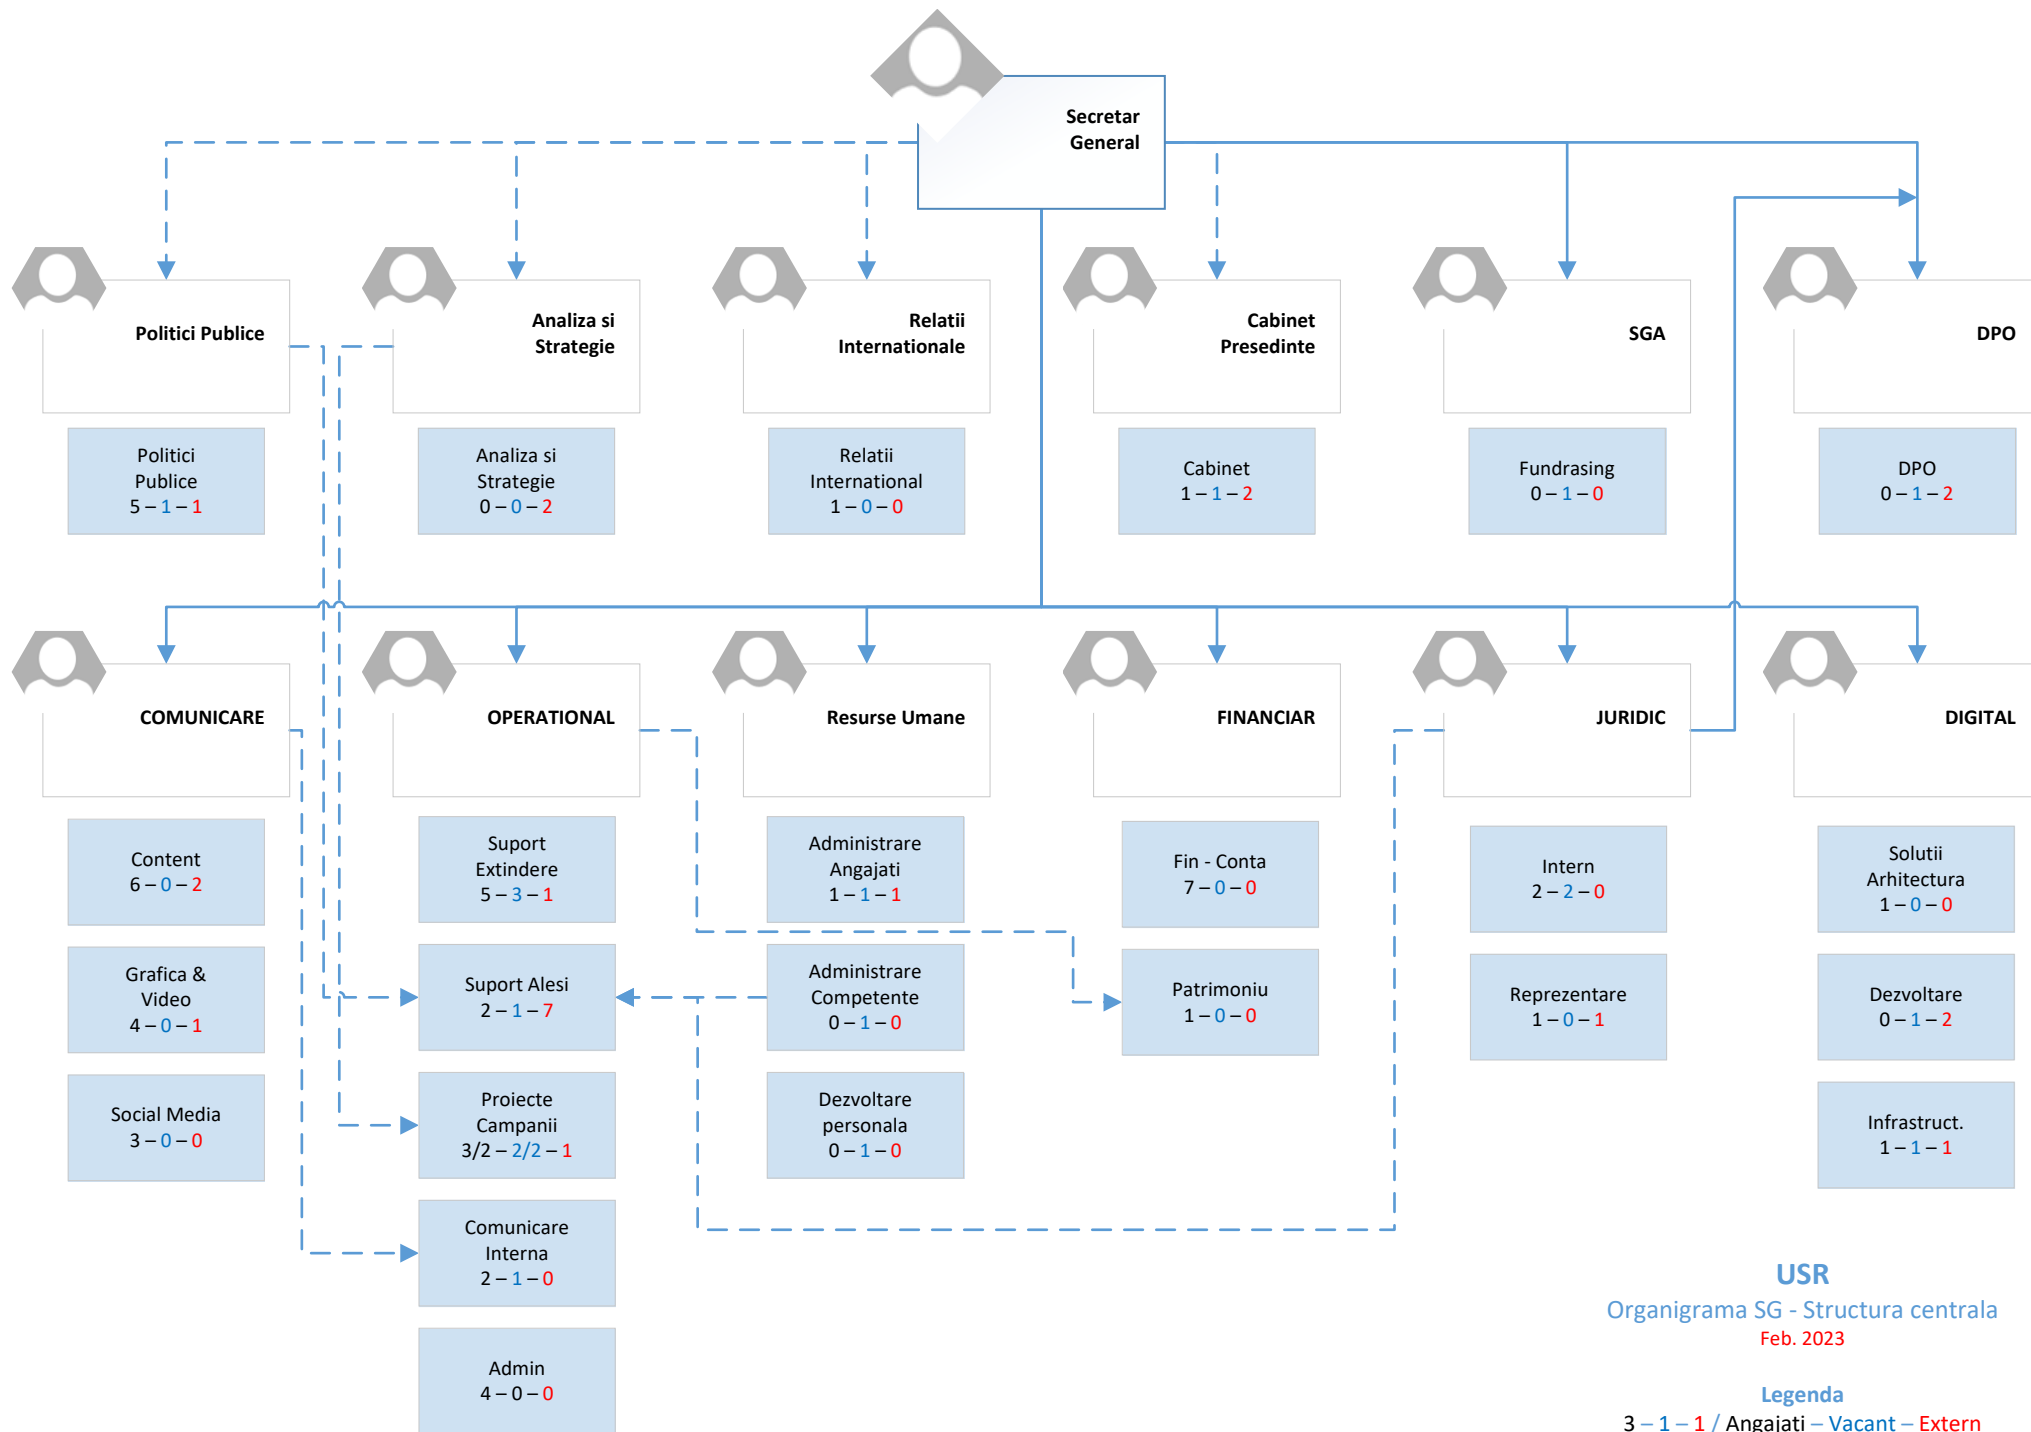 Secretar
General
Politici Publice
Analiza si
Strategie
Relatii
Internationale
Cabinet
Presedinte
SGA
DPO
Politici
Publice
5 – 1 – 1
Analiza si
Strategie
0 – 0 – 2
Relatii
International
1 – 0 – 0
Cabinet
1 – 1 – 2
Fundrasing
0 – 1 – 0
DPO
0 – 1 – 2
COMUNICARE
OPERATIONAL
Resurse Umane
FINANCIAR
JURIDIC
DIGITAL
Content
6 – 0 – 2
Suport
Extindere
5 – 3 – 1
Administrare
Angajati
1 – 1 – 1
Fin - Conta
7 – 0 – 0
Intern
2 – 2 – 0
Solutii
Arhitectura
1 – 0 – 0
Grafica &
Video
4 – 0 – 1
Suport Alesi
2 – 1 – 7
Administrare
Competente
0 – 1 – 0
Patrimoniu
1 – 0 – 0
Reprezentare
1 – 0 – 1
Dezvoltare
0 – 1 – 2
Social Media
3 – 0 – 0
Proiecte
Campanii
3/2 – 2/2 – 1
Dezvoltare
personala
0 – 1 – 0
Infrastruct.
1 – 1 – 1
Comunicare
Interna
2 – 1 – 0
Admin
4 – 0 – 0
USR
Organigrama SG - Structura centrala
Feb. 2023
Legenda
3 – 1 – 1 / Angajati – Vacant – Extern